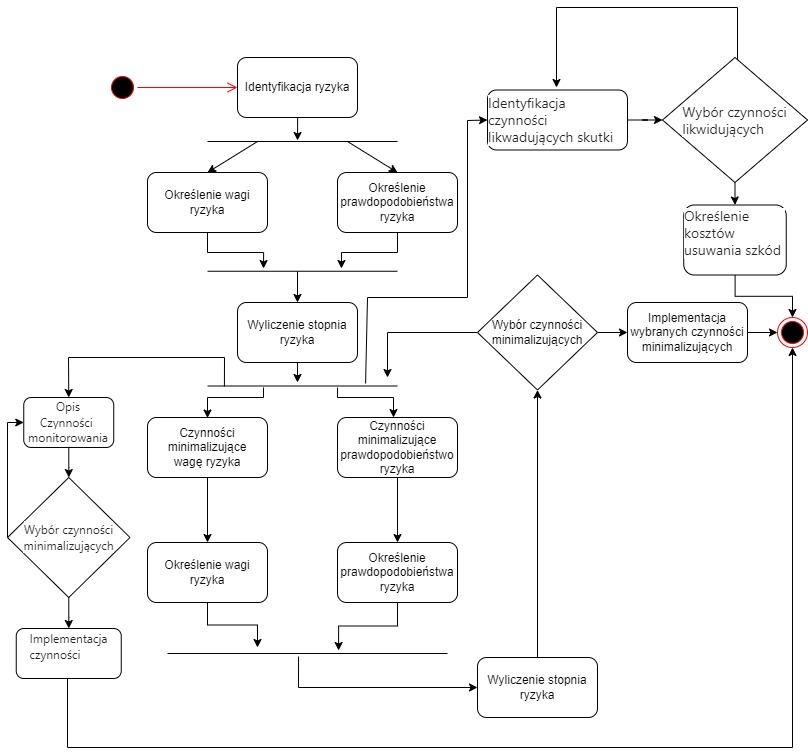 Identyfikacja ryzyka
Identyfikacja
czynności
likwadujących skutki
Wybór czynności
likwidujących
Określenie wagi
ryzyka
Określenie
prawdopodobieństwa
ryzyka
Określenie
kosztów
usuwania szkód
Wyliczenie stopnia
ryzyka
Wybór czynności
minimalizujących
Implementacja
wybranych czynności
minimalizujących
Opis
Czynności
monitorowania
Czynności
minimalizujące
wagę ryzyka
Czynności
minimalizujące
prawdopodobieństwo
ryzyka
Wybór czynności
minimalizujących
Określenie wagi
ryzyka
Określenie
prawdopodobieństwa
ryzyka
Implementacja
czynności
Wyliczenie stopnia
ryzyka